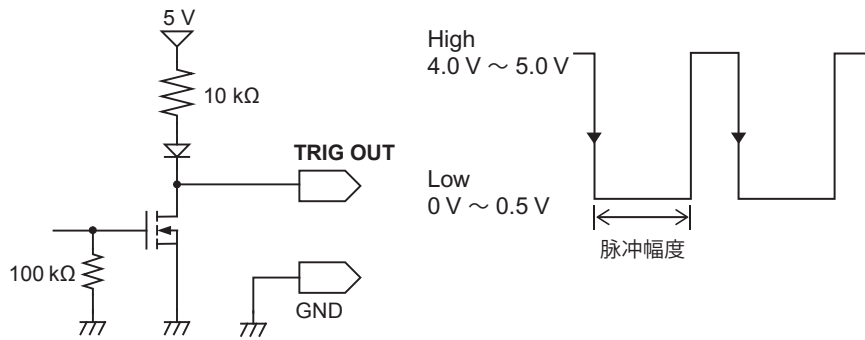 5 V
10 kΩ
TRIG OUT
100 kΩ
GND
High
4.0 V ～ 5.0 V
Low
0 V ～ 0.5 V
脉冲幅度